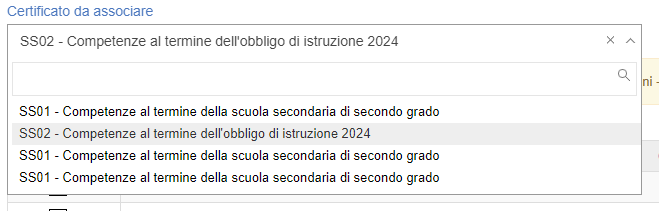 Certificato da associare
SS02 - Competenze al termine dell'obbligo di istruzione 2024
SS01 - Competenze al termine della scuola secondaria di secondo grado
SS02 - Competenze al termine dell'obbligo di istruzione 2024
SS01 - Competenze al termine della scuola secondaria di secondo grado
SS01 - Competenze al termine della scuola secondaria di secondo grado